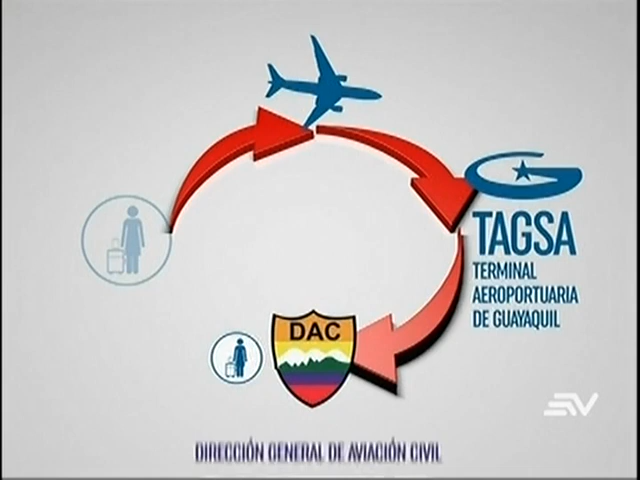 TAGSA
TERMINAL
AEROPORTUARIA
DE GUAYAQUIL
DAC
DIRECCIÓN GENERAL DE AVIACIÓN CIVIL